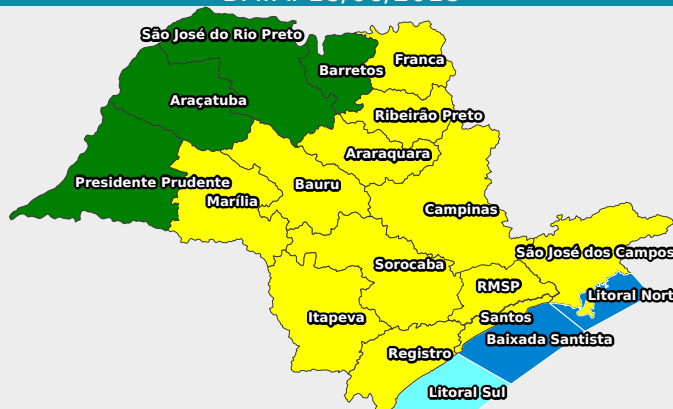 São José do Rio Preto
Franca
Barretos
Araçatuba
Ribeirão Preto
Araraquara
Presidente Prudente
Bauru
Marília
Campinas
São José dos Campos
Sorocaba
RMSP
Litoral Nort
Itapeva
Santos
Baixada Santista
Registro
Litoral Sul